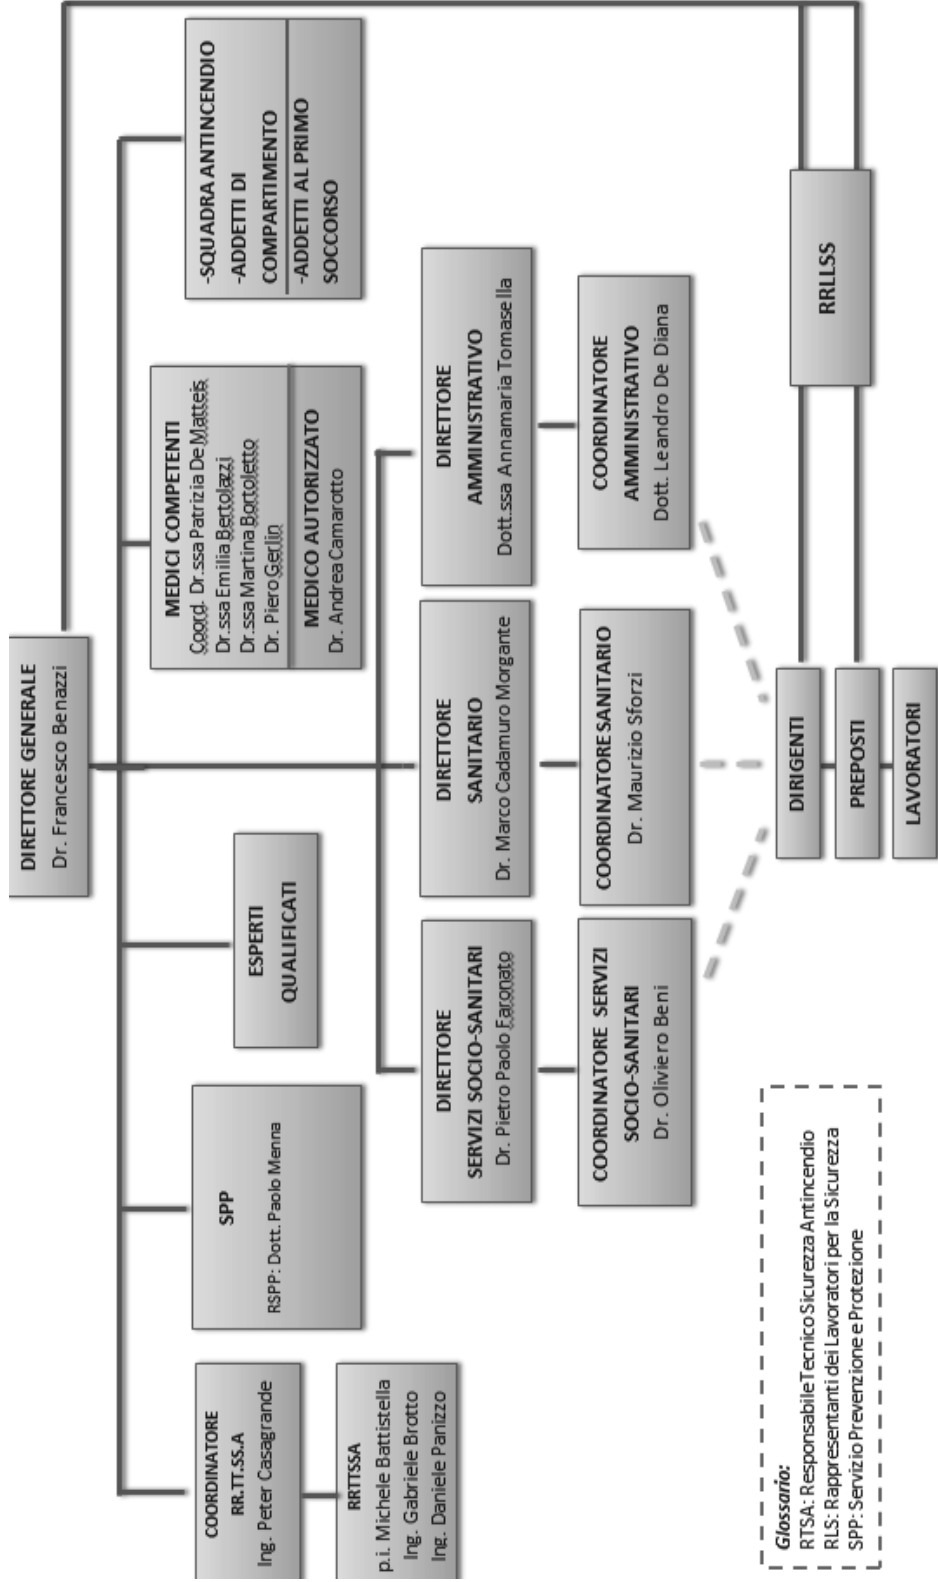 DIRETTORE GENERALE
Dr. Francesco Benazzi
COORDINATORE
RR.TT.SS.A
Ing. Peter Casagrande
RRTTSSA
p.i. Michele Battistella
Ing. Gabriele Brotto
Ing. Daniele Panizzo
SPP
RSPP: Dott. Paolo Menna
ESPERTI
QUALIFICATI
MEDICI COMPETENTI
Coord. Dr.ssa Patrizia De Matteis
Dr.ssa Emilia Bertolazzi
Dr.ssa Martina Bortoletto
Dr. Piero Gerlin
MEDICO AUTORIZZATO
Dr. Andrea Camarotto
-SQUADRA ANTINCENDIO
-ADDETTI DI
COMPARTIMENTO
-ADDETTI AL PRIMO
SOCCORSO
DIRETTORE
SERVIZI SOCIO-SANITARI
Dr. Pietro Paolo Faronato
DIRETTORE
SANITARIO
Dr. Marco Cadamuro Morgante
DIRETTORE
AMMINISTRATIVO
Dott.ssa Annamaria Tomasella
COORDINATORE SERVIZI
SOCIO-SANITARI
Dr. Oliviero Beni
COORDINATORE SANITARIO
Dr. Maurizio Sforzi
COORDINATORE
AMMINISTRATIVO
Dott. Leandro De Diana
DIRIGENTI
PREPOSTI
LAVORATORI
RRLLSS
Glossario:
RTSA: Responsabile Tecnico Sicurezza Antincendio
RLS: Rappresentanti dei Lavoratori per la Sicurezza
SPP: Servizio Prevenzione e Protezione